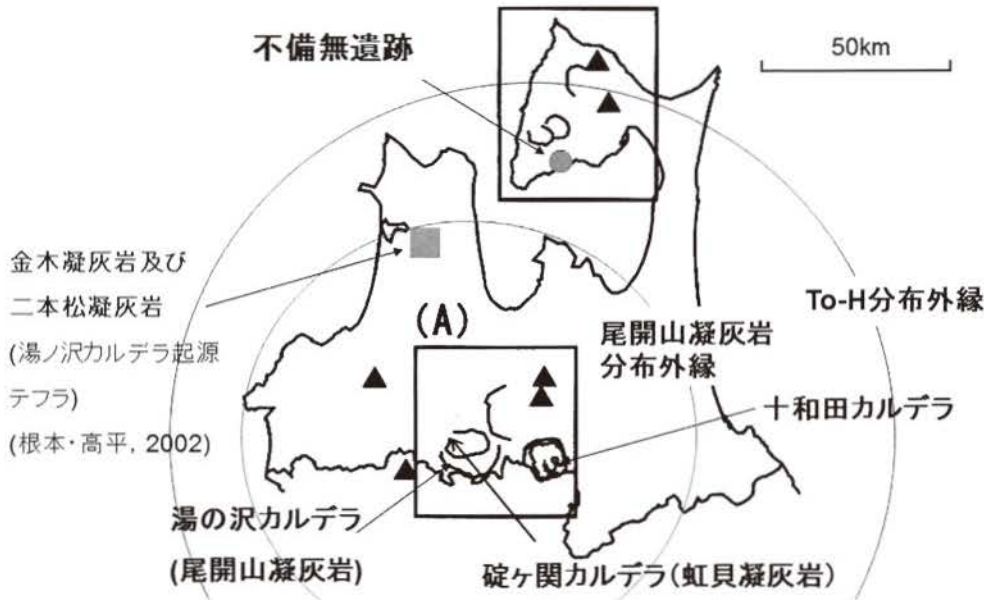 不備無遺跡
50km
金木凝灰岩及び
二本松凝灰岩
(湯ノ沢カルデラ起源
テフラ)
(根本・高平, 2002)
(A)
To-H分布外縁
尾開山凝灰岩
分布外縁
十和田カルデラ
湯の沢カルデラ
(尾開山凝灰岩)
碇ヶ関カルデラ(虹貝凝灰岩)